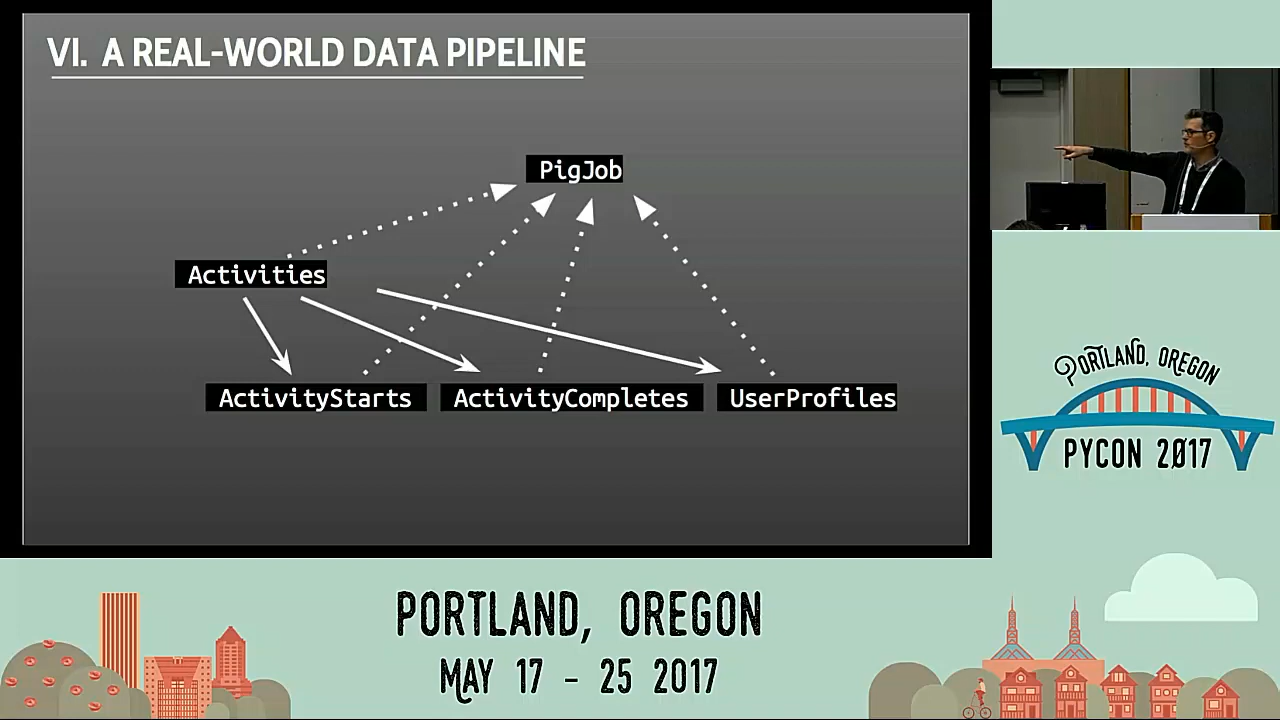 VI. A REAL-WORLD DATA PIPELINE
PigJob
Activities
ActivityStarts
ActivityCompletes
UserProfiles
PORTLAND, OREGON
PYCON 2017
PORTLAND, OREGON
MAY 17 - 25 2017